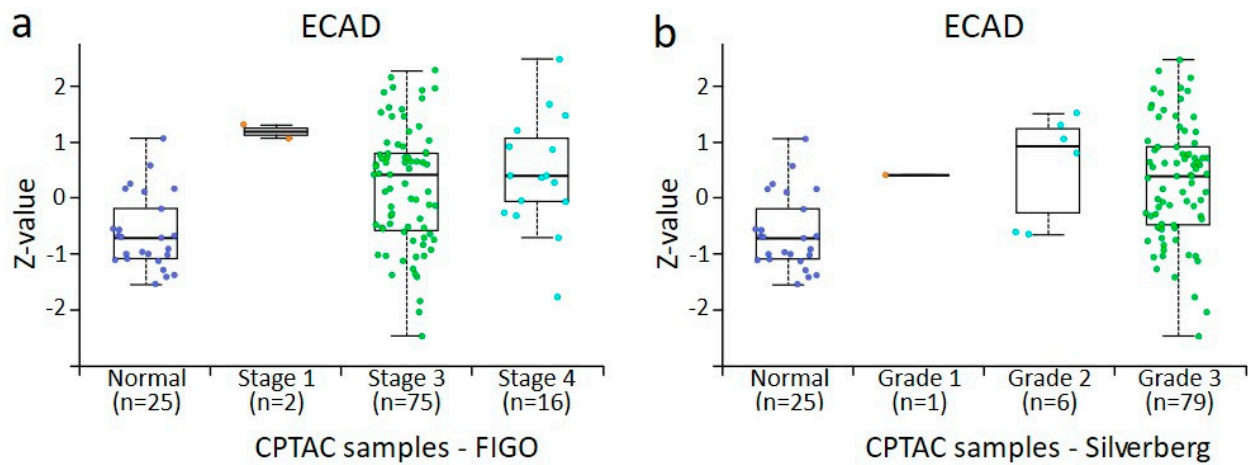 a
ECAD
Z-value
2
1
0
-1
-2
Normal
(n=25)
Stage 1
(n=2)
Stage 3
(n=75)
Stage 4
(n=16)
CPTAC samples - FIGO
b
ECAD
Z-value
2
1
0
-1
-2
Normal
(n=25)
Grade 1
(n=1)
Grade 2
(n=6)
Grade 3
(n=79)
CPTAC samples - Silverberg